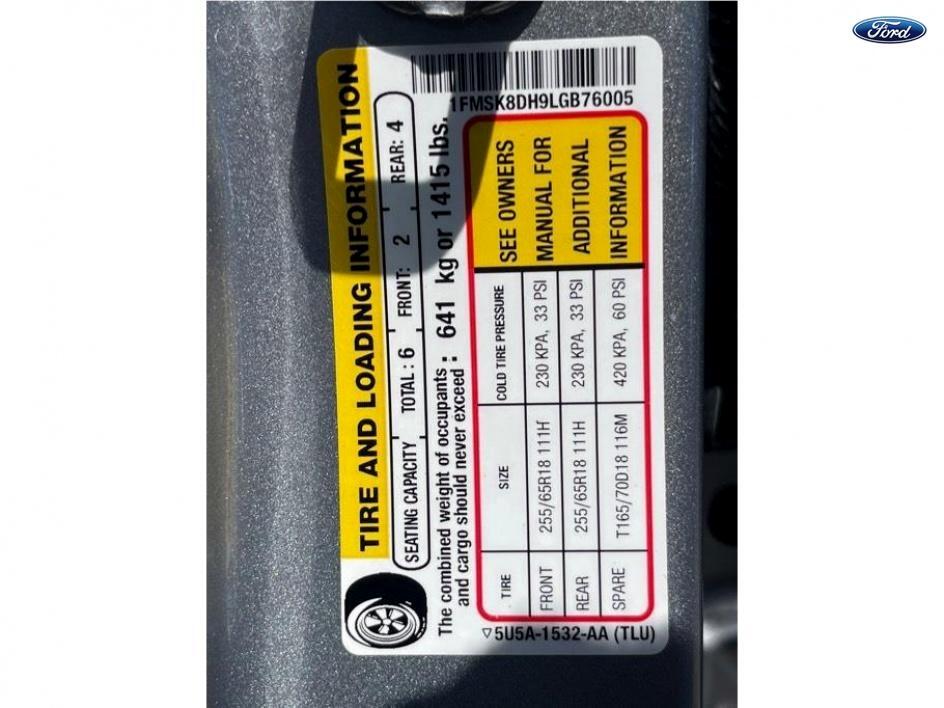 Ford
1FMSK8DH9LGB76005
TIRE AND LOADING INFORMATION
SEATING CAPACITY TOTAL : 6 FRONT: 2 REAR: 4
The combined weight of occupants
and cargo should never exceed : 641 kg or 1415 lbs.
TIRE SIZE COLD TIRE PRESSURE SEE OWNERS
FRONT 255/65R18 111H 230 KPA, 33 PSI MANUAL FOR
REAR 255/65R18 111H 230 KPA, 33 PSI ADDITIONAL
SPARE T165/70D18 116M 420 KPA, 60 PSI INFORMATION
5U5A-1532-AA (TLU)